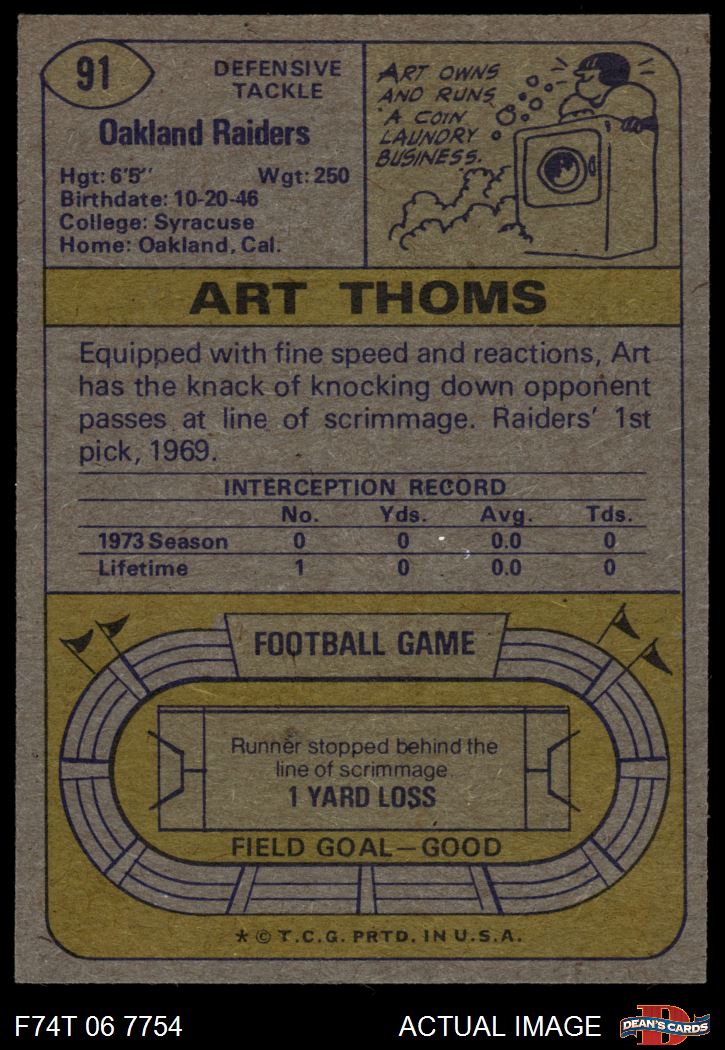 91
DEFENSIVE
TACKLE
Oakland Raiders
Hgt: 6'5" Wgt: 250
Birthdate: 10-20-46
College: Syracuse
Home: Oakland, Cal.
ART OWNS
AND RUNS
A COIN
LAUNDRY
BUSINESS.
ART THOMS
Equipped with fine speed and reactions, Art
has the knack of knocking down opponent
passes at line of scrimmage. Raiders' 1st
pick, 1969.
INTERCEPTION RECORD
No. Yds. Avg. Tds.
1973 Season 0 0 0.0 0
Lifetime 1 0 0.0 0
FOOTBALL GAME
Runner stopped behind the
line of scrimmage.
1 YARD LOSS
FIELD GOAL—GOOD
* © T.C.G. PRTD. IN U.S.A.
F74T 06 7754 ACTUAL IMAGE
D
DEAN'S CARDS